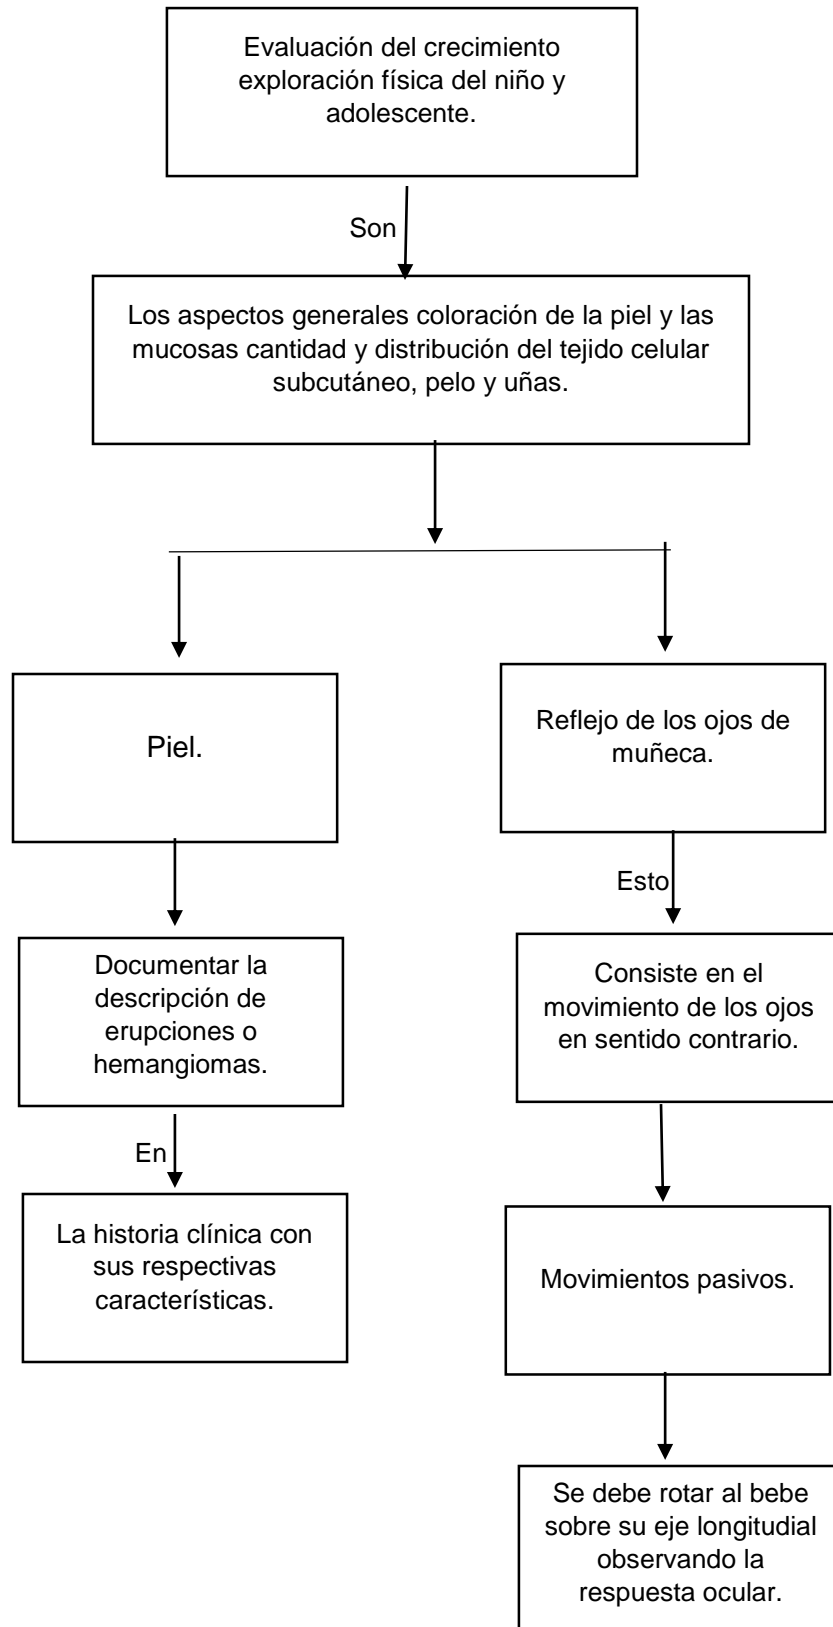 Evaluación del crecimiento
exploración física del niño y
adolescente.
Son
Los aspectos generales coloración de la piel y las
mucosas cantidad y distribución del tejido celular
subcutáneo, pelo y uñas.
Piel.
Documentar la
descripción de
erupciones o
hemangiomas.
En
La historia clínica con
sus respectivas
características.
Reflejo de los ojos de
muñeca.
Esto
Consiste en el
movimiento de los ojos
en sentido contrario.
Movimientos pasivos.
Se debe rotar al bebe
sobre su eje longitudial
observando la
respuesta ocular.